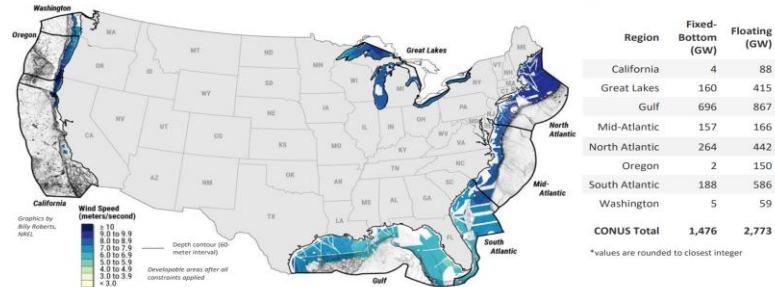 Washington
Oregon
Great Lakes
North
Atlantic
Mid-
Atlantic
California
South
Atlantic
Gulf
WA
OR
CA
NV
ID
MT
WY
UT
AZ
CO
NM
ND
SD
NE
KS
OK
TX
MN
IA
MO
AR
LA
WI
IL
MS
MI
IN
OH
KY
TN
AL
GA
FL
SC
NC
VA
WV
PA
NY
VT
NH
ME
MA
Graphics by
Billy Roberts,
NREL
Wind Speed
(meters/second)
≥ 10
9.0 to 9.9
8.0 to 8.9
7.0 to 7.9
6.0 to 6.9
5.0 to 5.9
4.0 to 4.9
3.0 to 3.9
< 3.0
Depth contour (60-
meter interval)
Developable areas after all
constraints applied
Region Fixed-Bottom (GW) Floating (GW)
California 4 88
Great Lakes 160 415
Gulf 696 867
Mid-Atlantic 157 166
North Atlantic 264 442
Oregon 2 150
South Atlantic 188 586
Washington 5 59
CONUS Total 1,476 2,773
*values are rounded to closest integer